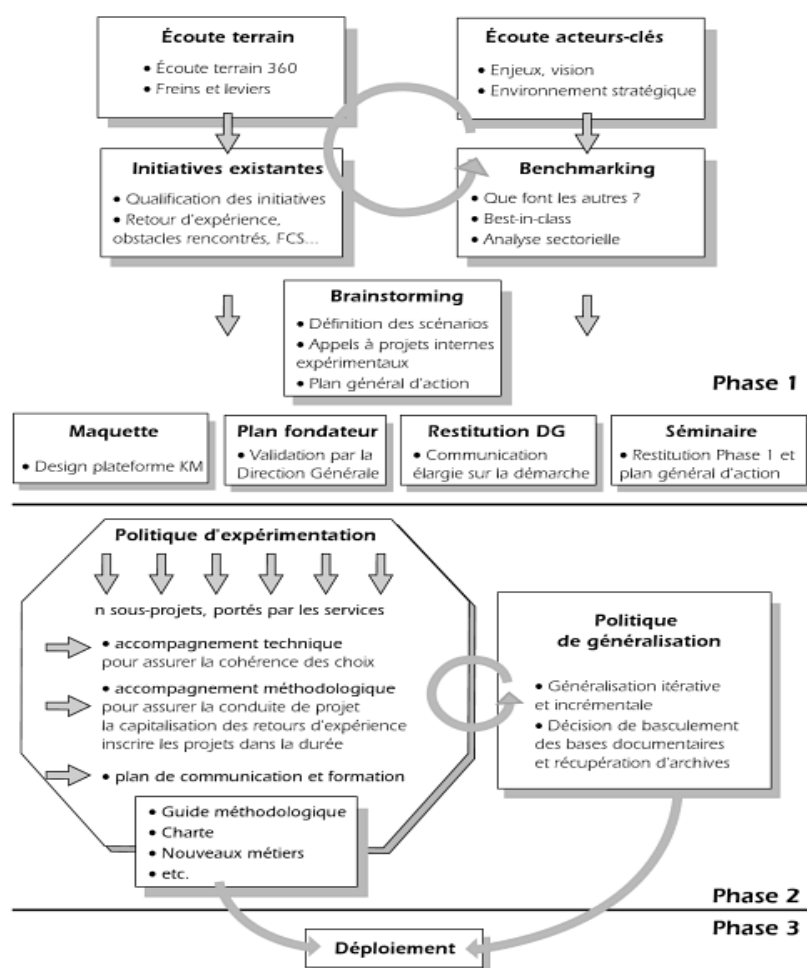 Écoute terrain
• Écoute terrain 360
• Freins et leviers
Écoute acteurs-clés
• Enjeux, vision
• Environnement stratégique
Initiatives existantes
• Qualification des initiatives
• Retour d'expérience,
obstacles rencontrés, FCS...
Benchmarking
• Que font les autres ?
• Best-in-class
• Analyse sectorielle
Brainstorming
• Définition des scénarios
• Appels à projets internes
expérimentaux
• Plan général d'action
Phase 1
Maquette
• Design plateforme KM
Plan fondateur
• Validation par la
Direction Générale
Restitution DG
• Communication
élargie sur la démarche
Séminaire
• Restitution Phase 1 et
plan général d'action
Politique d'expérimentation
n sous-projets, portés par les services
• accompagnement technique
pour assurer la cohérence des choix
• accompagnement méthodologique
pour assurer la conduite de projet
la capitalisation des retours d'expérience
inscrire les projets dans la durée
• plan de communication et formation
• Guide méthodologique
• Charte
• Nouveaux métiers
• etc.
Politique
de généralisation
• Généralisation itérative
et incrémentale
• Décision de basculement
des bases documentaires
et récupération d'archives
Phase 2
Phase 3
Déploiement